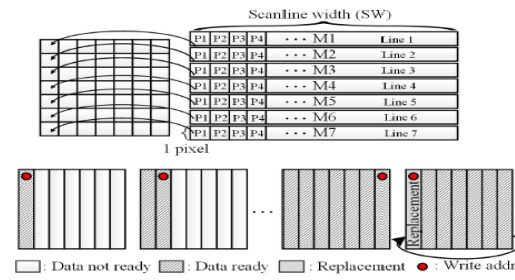 Scanline width (SW)
P1 P2 P3 P4 ··· M1 Line 1
P1 P2 P3 P4 ··· M2 Line 2
P1 P2 P3 P4 ··· M3 Line 3
P1 P2 P3 P4 ··· M4 Line 4
P1 P2 P3 P4 ··· M5 Line 5
P1 P2 P3 P4 ··· M6 Line 6
P1 P2 P3 P4 ··· M7 Line 7
1 pixel
...
Replacement
: Data not ready : Data ready : Replacement : Write addr